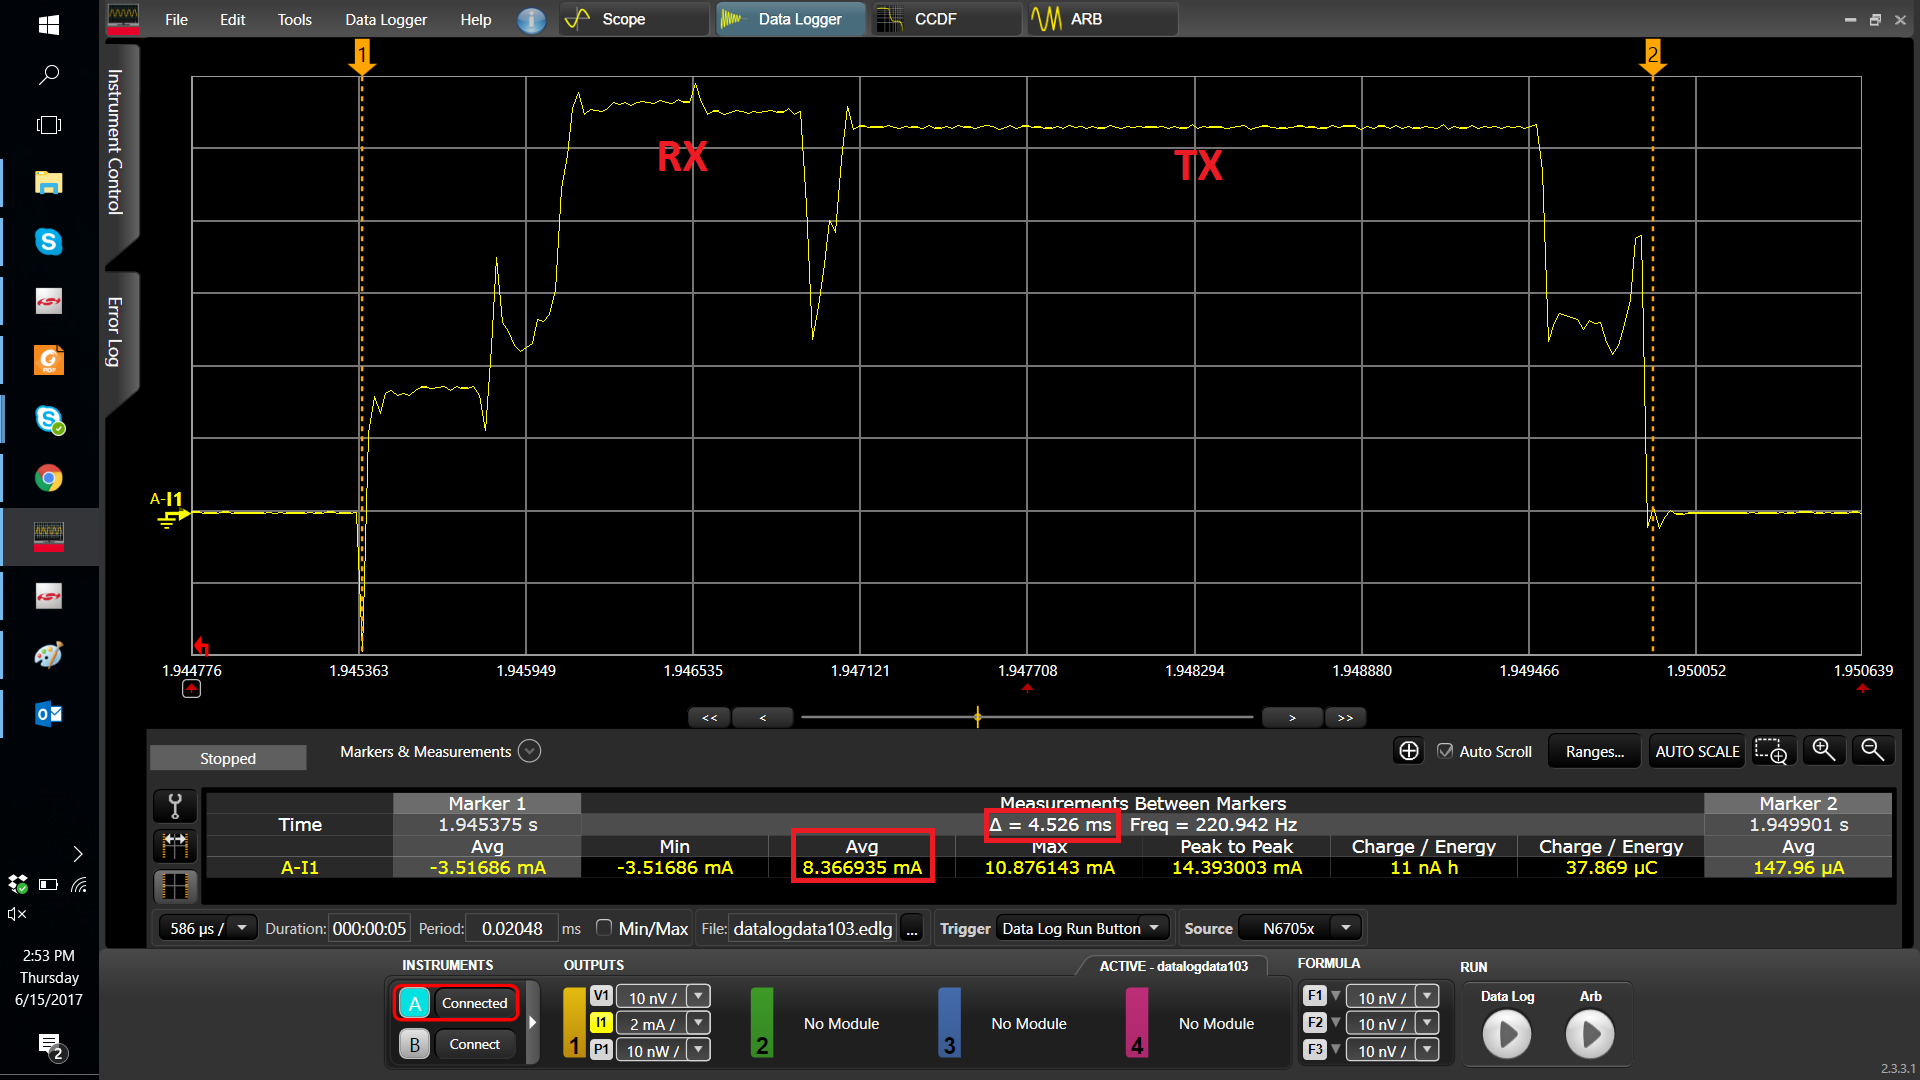 File Edit Tools Data Logger Help i Scope Data Logger CCDF ARB
1 2
Instrument Control
Error Log
RX TX
A-I1
1.944776 1.945363 1.945949 1.946535 1.947121 1.947708 1.948294 1.948880 1.949466 1.950052 1.950639
<< < > >>
Stopped Markers & Measurements Auto Scroll Ranges... AUTO SCALE
Marker 1 Measurements Between Markers Marker 2
Time 1.945375 s Δ = 4.526 ms Freq = 220.942 Hz 1.949901 s
Avg Min Avg Max Peak to Peak Charge / Energy Charge / Energy Avg
A-I1 -3.51686 mA -3.51686 mA 8.366935 mA 10.876143 mA 14.393003 mA 11 nA h 37.869 µC 147.96 µA
586 µs / Duration: 000:00:05 Period: 0.02048 ms Min/Max File: datalogdata103.edlg ... Trigger Data Log Run Button Source N6705x
INSTRUMENTS OUTPUTS ACTIVE - datalogdata103 FORMULA RUN
A Connected
B Connect
1 V1 10 nV /
I1 2 mA /
P1 10 nW /
2 No Module
3 No Module
4 No Module
F1 10 nV /
F2 10 nV /
F3 10 nV /
Data Log Arb
2.3.3.1
S
G
PDF
S
O
2:53 PM
Thursday
6/15/2017
2